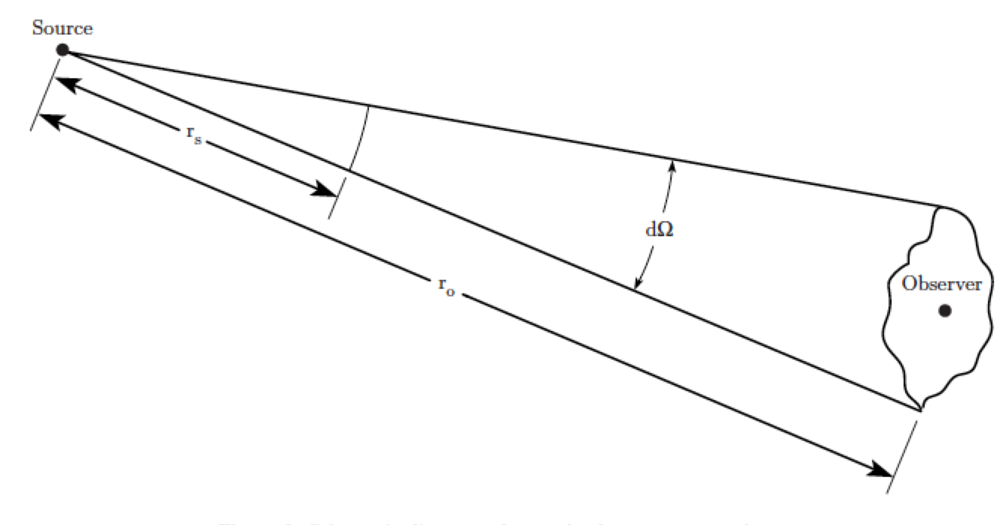 Source
r_s
dΩ
r_o
Observer